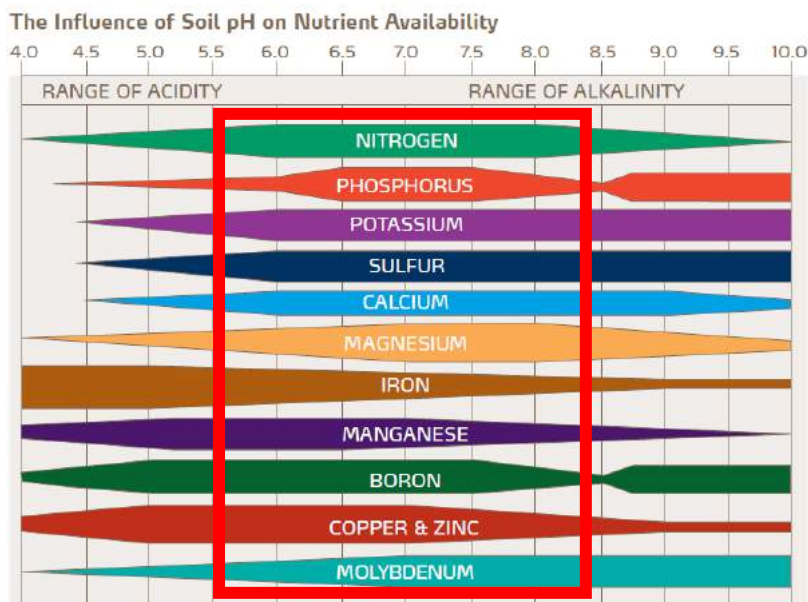 The Influence of Soil pH on Nutrient Availability
4.0 4.5 5.0 6.0 6.5 7.0 7.5 8.0 8.5 9.0 9.5 10.0
RANGE OF ACIDITY RANGE OF ALKALINITY
NITROGEN
PHOSPHORUS
POTASSIUM
SULFUR
CALCIUM
MAGNESIUM
IRON
MANGANESE
BORON
COPPER & ZINC
MOLYBDENUM